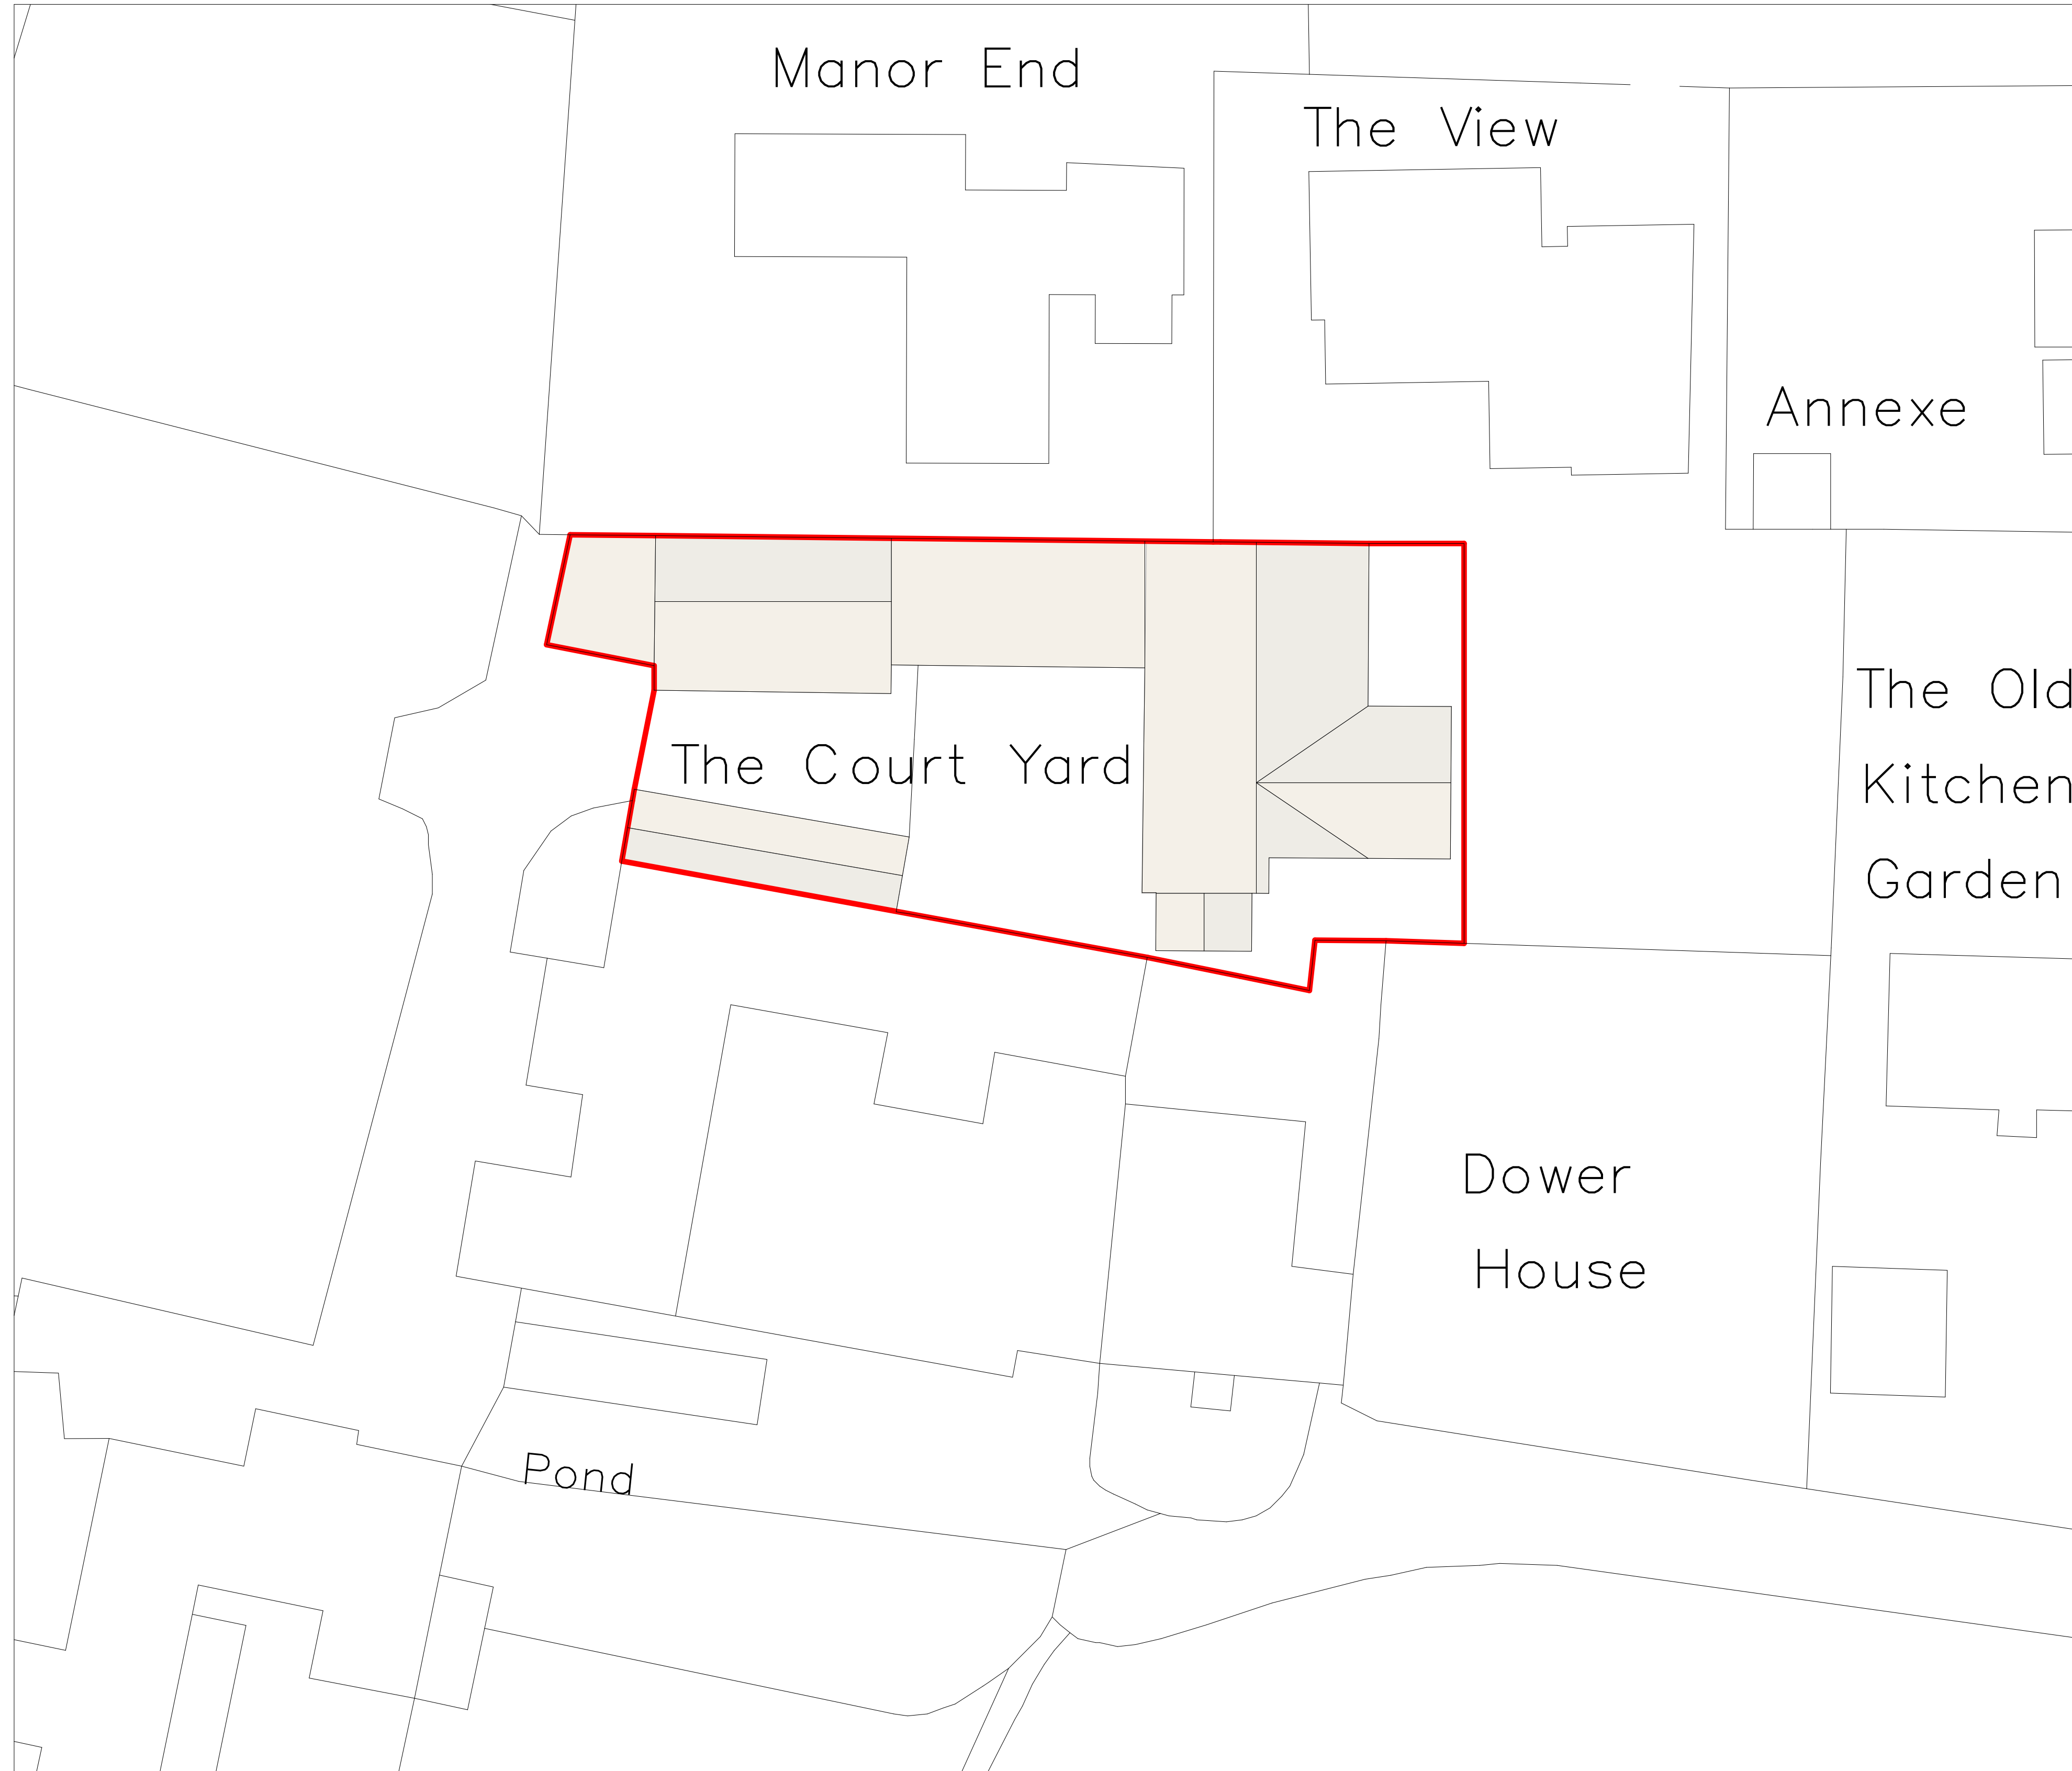 Manor End
The View
Annexe
The Old
Kitchen
Garden
The Court Yard
Dower
House
Pond